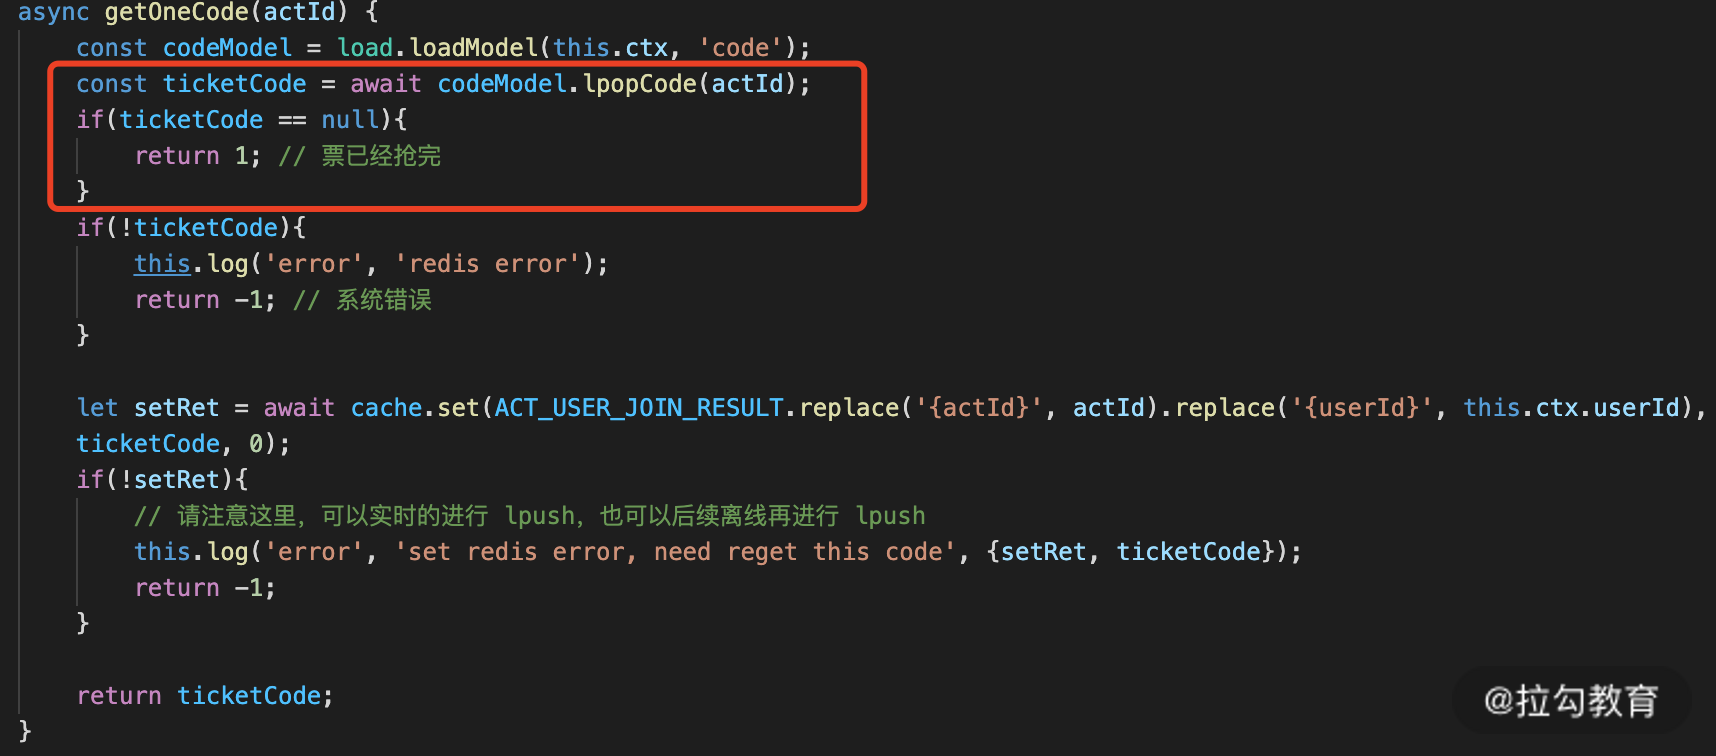 async getOneCode(actId) {
const codeModel = load.loadModel(this.ctx, 'code');
const ticketCode = await codeModel.lpopCode(actId);
if(ticketCode == null){
return 1; // 票已经抢完
}
if(!ticketCode){
this.log('error', 'redis error');
return -1; // 系统错误
}
let setRet = await cache.set(ACT_USER_JOIN_RESULT.replace('{actId}', actId).replace('{userId}', this.ctx.userId),
ticketCode, 0);
if(!setRet){
// 请注意这里，可以实时的进行 lpush，也可以后续离线再进行 lpush
this.log('error', 'set redis error, need reget this code', {setRet, ticketCode});
return -1;
}
return ticketCode;
}
@拉勾教育